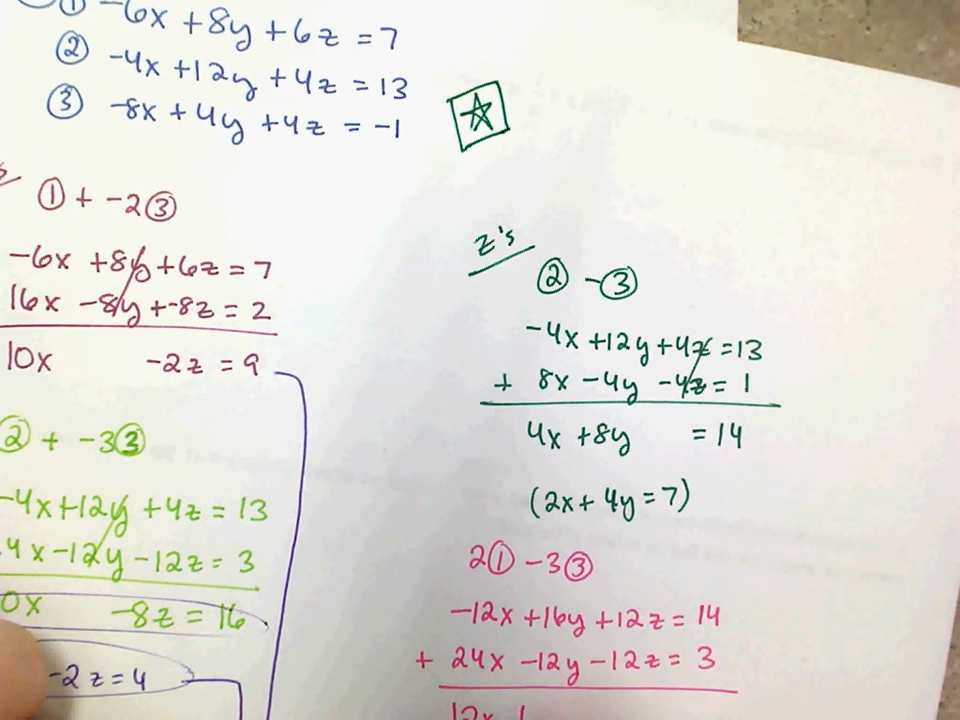 ① -6x + 8y + 6z = 7
② -4x + 12y + 4z = 13
③ -8x + 4y + 4z = -1
① + -2③
-6x + 8y + 6z = 7
16x - 8y + -8z = 2
10x -2z = 9
② + -3③
-4x + 12y + 4z = 13
4x - 12y - 12z = 3
0x -8z = 16
-2z = 4
z's
② - ③
-4x + 12y + 4z = 13
+ 8x - 4y - 4z = 1
4x + 8y = 14
(2x + 4y = 7)
2① - 3③
-12x + 16y + 12z = 14
+ 24x - 12y - 12z = 3
12x